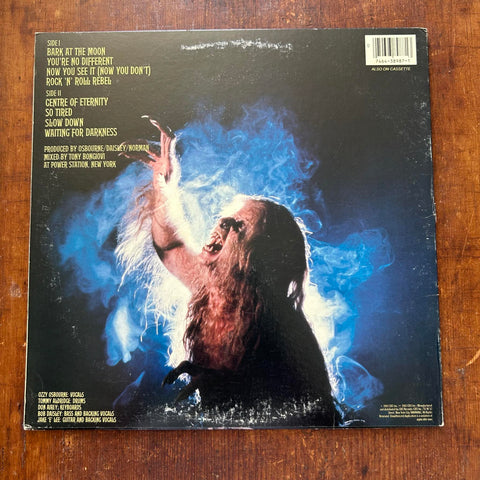 SIDE I
BARK AT THE MOON
YOU'RE NO DIFFERENT
NOW YOU SEE IT (NOW YOU DON'T)
ROCK 'N' ROLL REBEL
SIDE II
CENTRE OF ETERNITY
SO TIRED
SLOW DOWN
WAITING FOR DARKNESS
PRODUCED BY OSBOURNE/DAISLEY/NORMAN
MIXED BY TONY BONGIOVI
AT POWER STATION, NEW YORK
7464-38987-1
ALSO ON CASSETTE
OZZY OSBOURNE: VOCALS
TOMMY ALDRIDGE: DRUMS
DON AIREY: KEYBOARDS
BOB DAISLEY: BASS AND BACKING VOCALS
JAKE 'E' LEE: GUITAR AND BACKING VOCALS